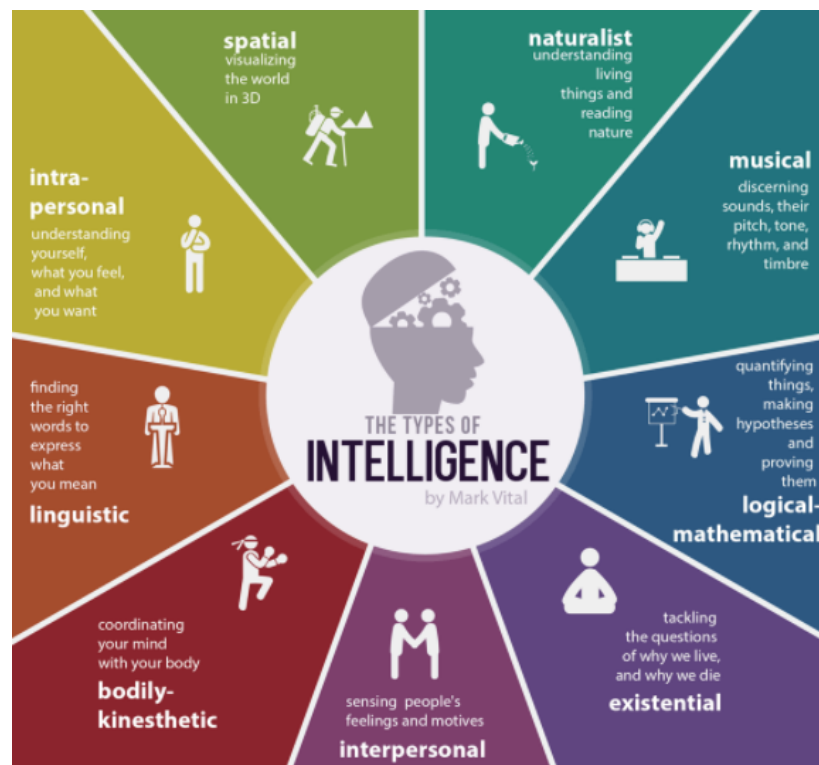 spatial
visualizing
the world
in 3D
naturalist
understanding
living
things and
reading
nature
musical
discerning
sounds, their
pitch, tone,
rhythm, and
timbre
quantifying
things,
making
hypotheses
and
proving
them
logical-
mathematical
tackling
the questions
of why we live,
and why we die
existential
sensing people's
feelings and motives
interpersonal
coordinating
your mind
with your body
bodily-
kinesthetic
finding
the right
words to
express
what
you mean
linguistic
intra-
personal
understanding
yourself,
what you feel,
and what
you want
THE TYPES OF
INTELLIGENCE
by Mark Vital